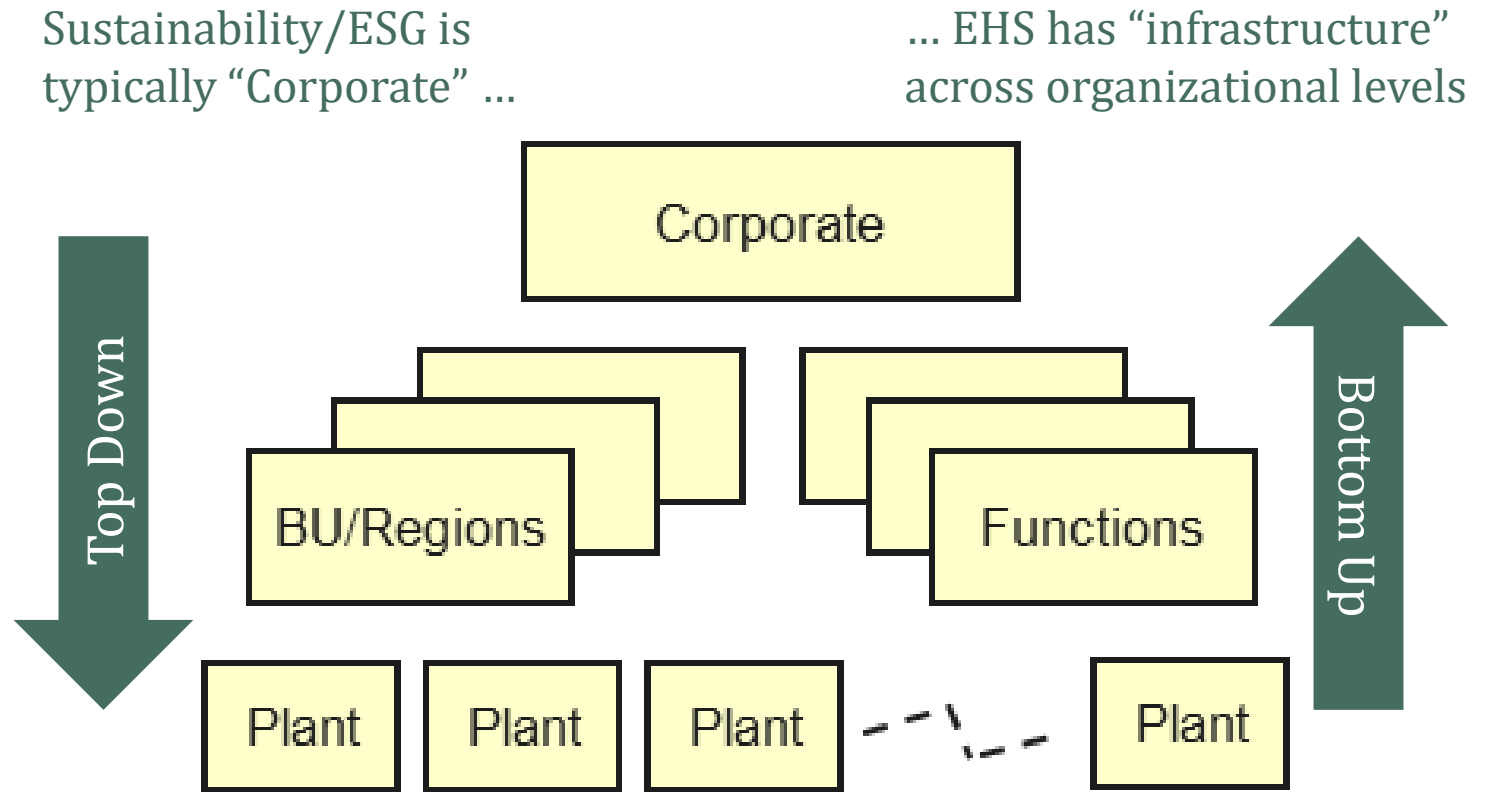 Sustainability/ESG is
typically “Corporate” ...
... EHS has “infrastructure”
across organizational levels
Corporate
Top Down
BU/Regions
Functions
Bottom Up
Plant
Plant
Plant
Plant